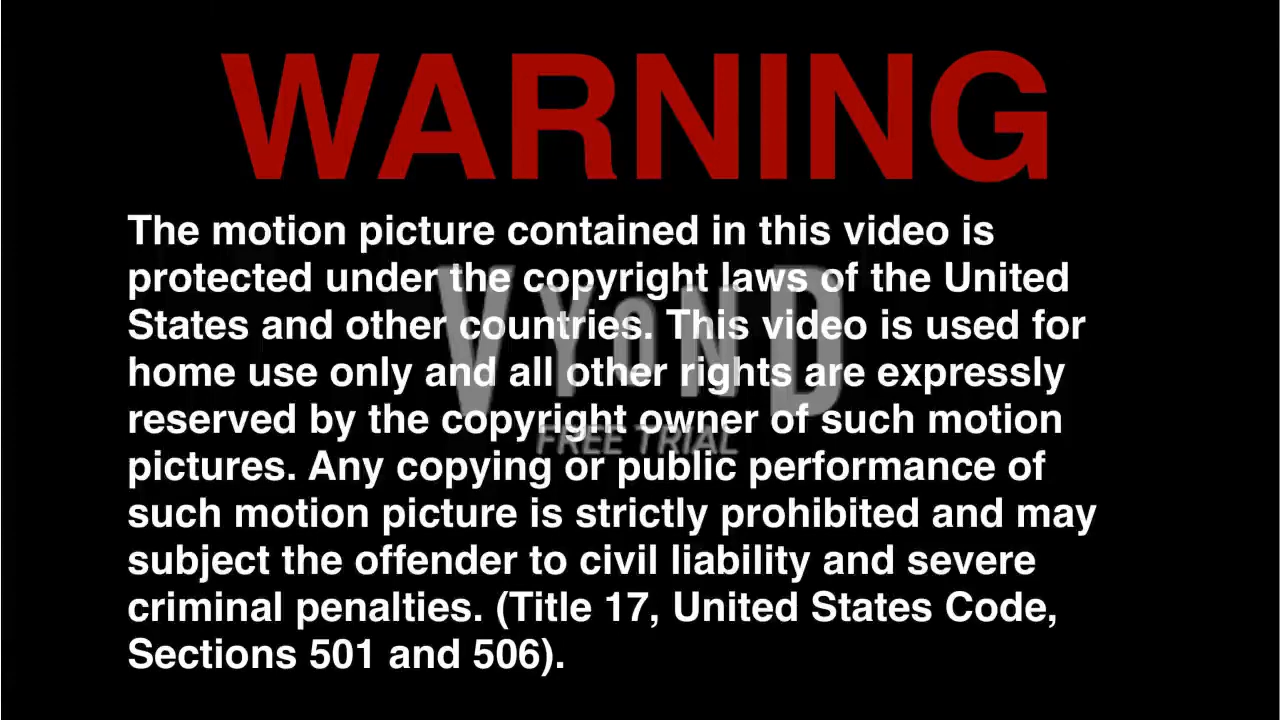 WARNING
The motion picture contained in this video is
protected under the copyright laws of the United
States and other countries. This video is used for
home use only and all other rights are expressly
reserved by the copyright owner of such motion
pictures. Any copying or public performance of
such motion picture is strictly prohibited and may
subject the offender to civil liability and severe
criminal penalties. (Title 17, United States Code,
Sections 501 and 506).
VYOND
FREE TRIAL